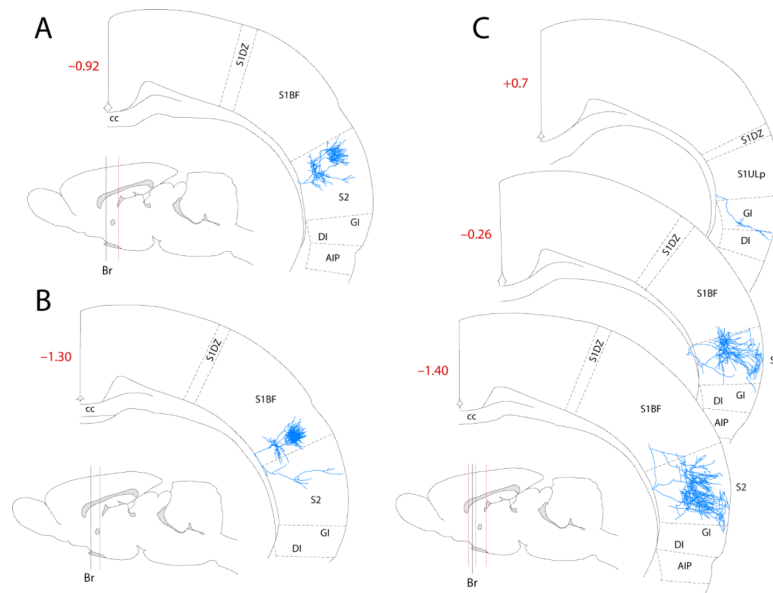 A
−0.92
S1DZ
S1BF
cc
S2
GI
DI
AIP
Br
B
−1.30
S1DZ
S1BF
cc
S2
GI
DI
Br
C
+0.7
S1DZ
S1ULp
GI
DI
−0.26
S1DZ
S1BF
S
GI
DI
AIP
−1.40
S1DZ
S1BF
cc
S2
GI
DI
AIP
Br